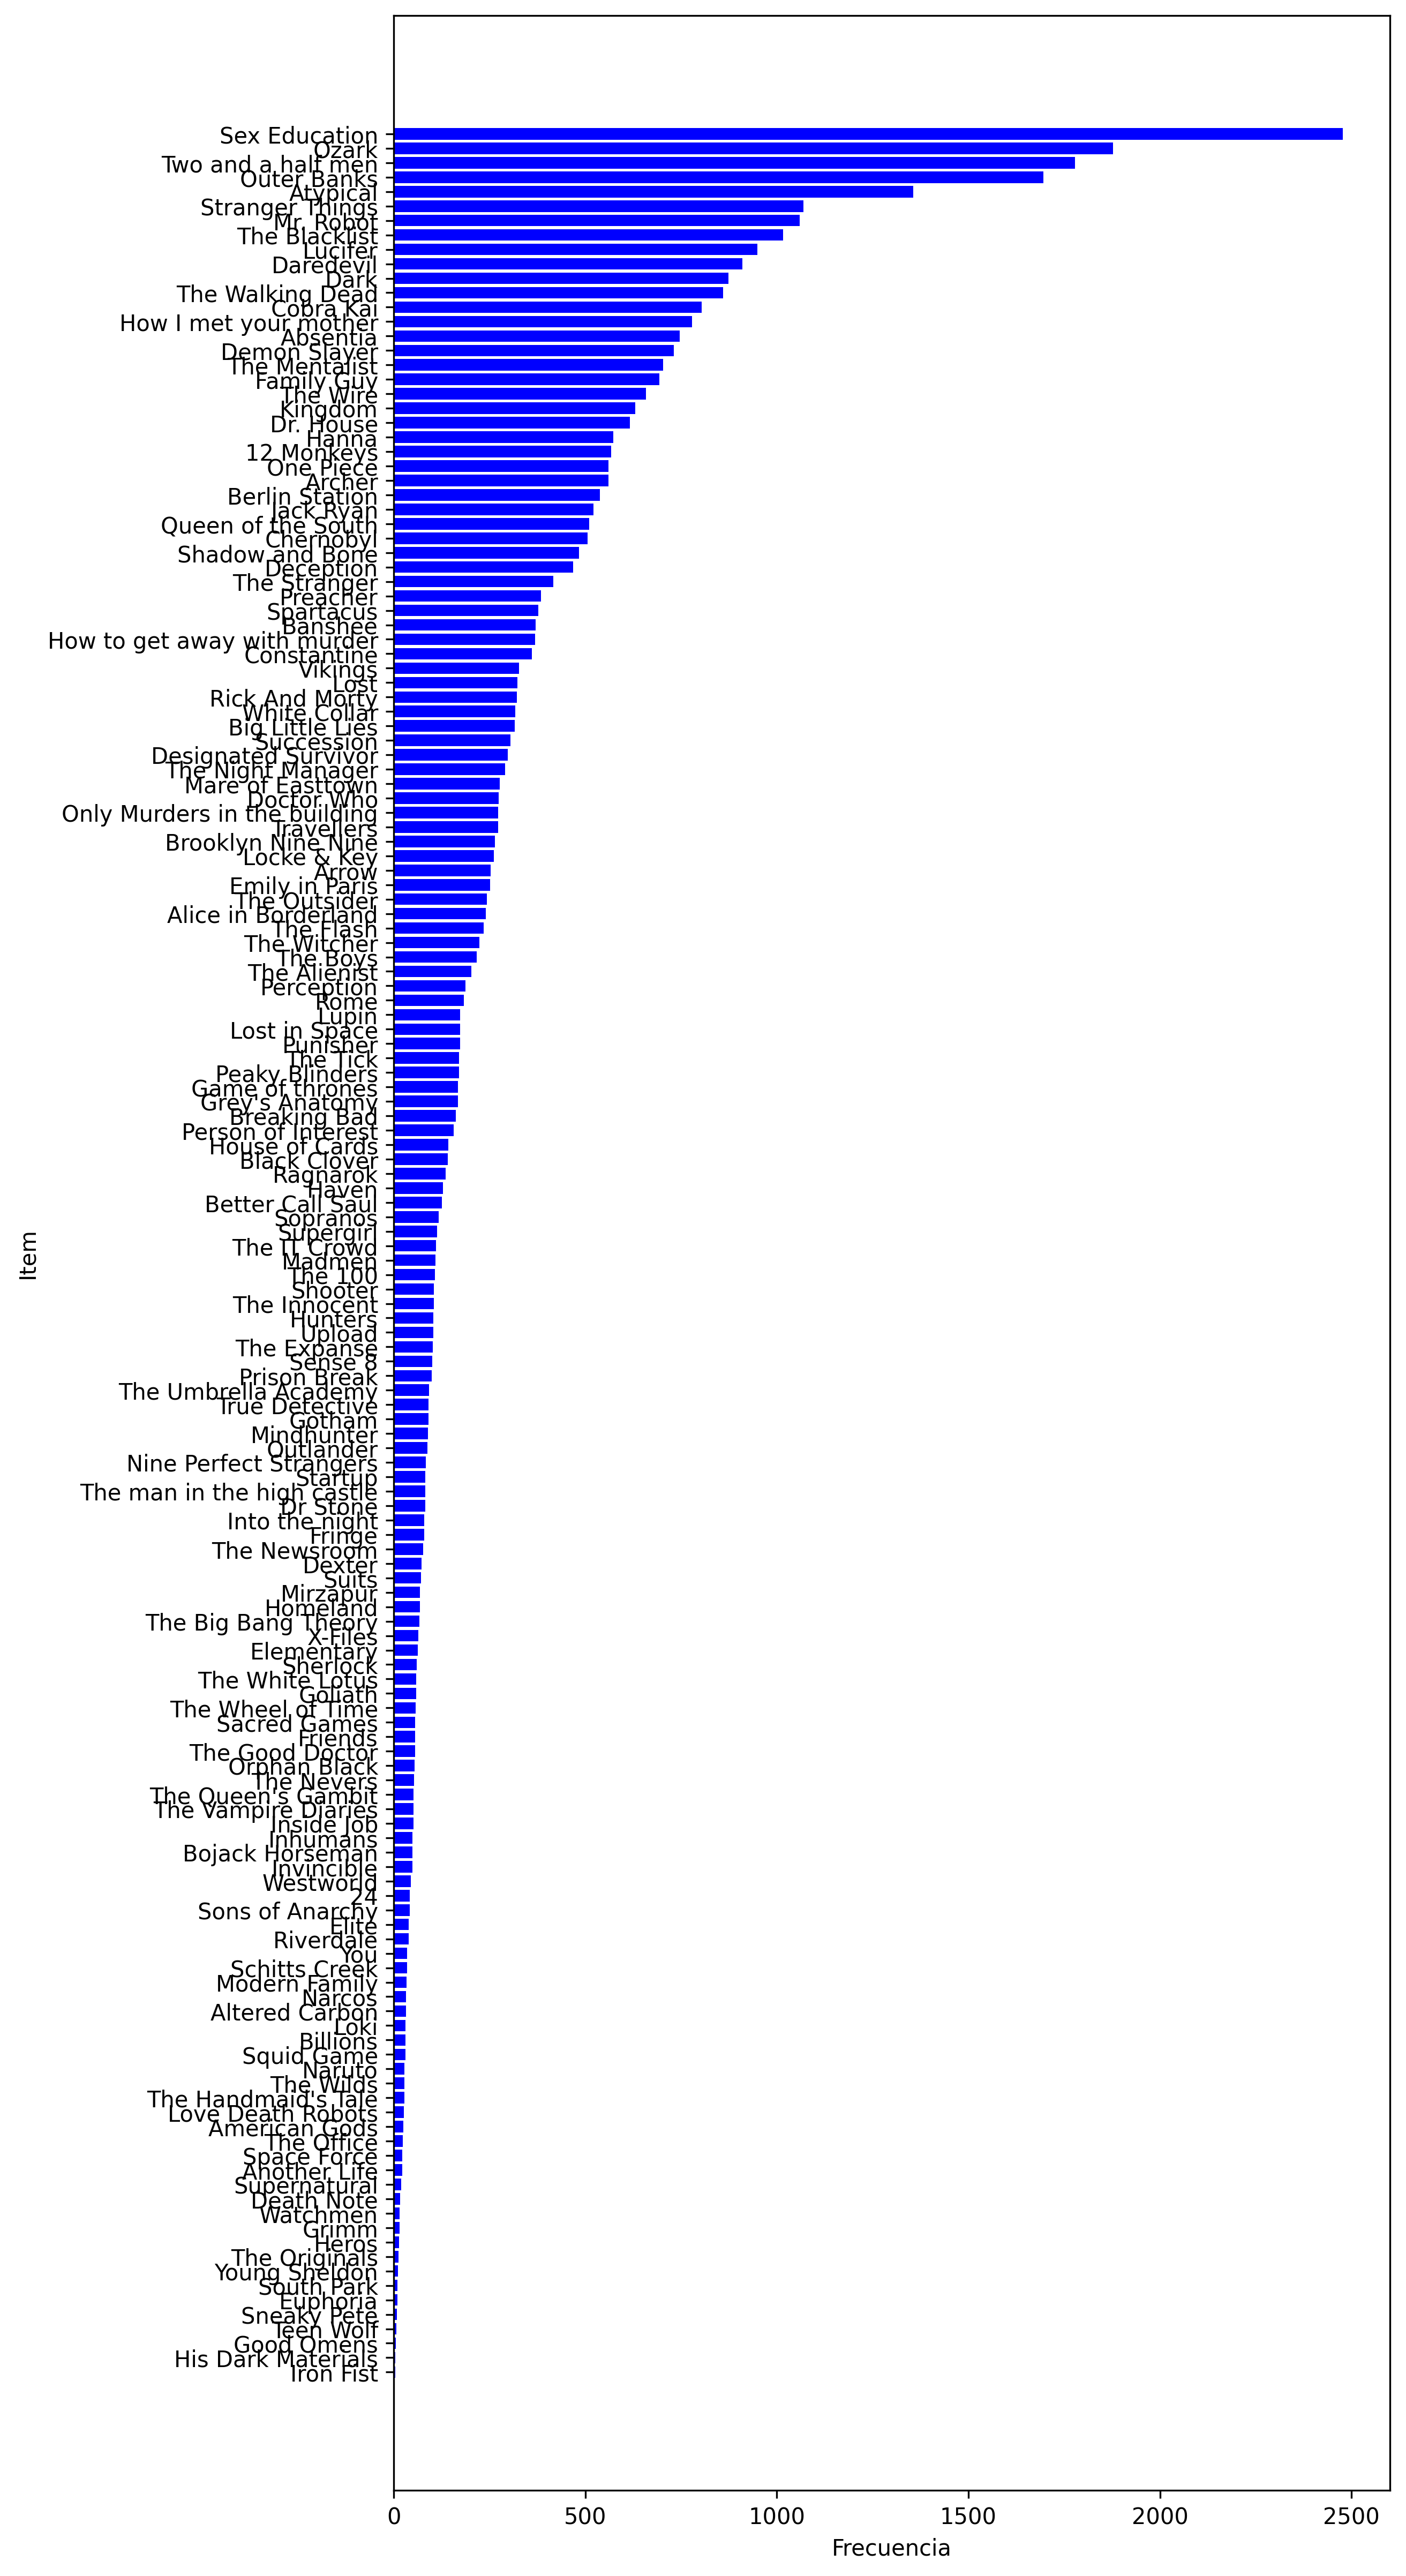 Sex Education
Ozark
Two and a half men
Outer Banks
Atypical
Stranger Things
Mr. Robot
The Blacklist
Lucifer
Daredevil
Dark
The Walking Dead
Cobra Kai
How I met your mother
Absentia
Demon Slayer
The Mentalist
Family Guy
The Wire
Kingdom
Dr. House
Hanna
12 Monkeys
One Piece
Archer
Berlin Station
Jack Ryan
Queen of the South
Chernobyl
Shadow and Bone
Deception
The Stranger
Preacher
Spartacus
Banshee
How to get away with murder
Constantine
Vikings
Lost
Rick And Morty
White Collar
Big Little Lies
Succession
Designated Survivor
The Night Manager
Mare of Easttown
Doctor Who
Only Murders in the building
Travellers
Brooklyn Nine Nine
Locke & Key
Arrow
Emily in Paris
The Outsider
Alice in Borderland
The Flash
The Witcher
The Boys
The Alienist
Perception
Rome
Lupin
Lost in Space
Punisher
The Tick
Peaky Blinders
Game of thrones
Grey's Anatomy
Breaking Bad
Person of Interest
House of Cards
Black Clover
Ragnarok
Haven
Better Call Saul
Sopranos
Supergirl
The IT Crowd
Madmen
The 100
Shooter
The Innocent
Hunters
Upload
The Expanse
Sense 8
Prison Break
The Umbrella Academy
True Detective
Gotham
Mindhunter
Outlander
Nine Perfect Strangers
Startup
The man in the high castle
Dr Stone
Into the night
Fringe
The Newsroom
Dexter
Suits
Mirzapur
Homeland
The Big Bang Theory
X-Files
Elementary
Sherlock
The White Lotus
Goliath
The Wheel of Time
Sacred Games
Friends
The Good Doctor
Orphan Black
The Nevers
The Queen's Gambit
The Vampire Diaries
Inside Job
Inhumans
Bojack Horseman
Invincible
Westworld
24
Sons of Anarchy
Elite
Riverdale
You
Schitts Creek
Modern Family
Narcos
Altered Carbon
Loki
Billions
Squid Game
Naruto
The Wilds
The Handmaid's Tale
Love Death Robots
American Gods
The Office
Space Force
Another Life
Supernatural
Death Note
Watchmen
Grimm
Heros
The Originals
Young Sheldon
South Park
Euphoria
Sneaky Pete
Teen Wolf
Good Omens
His Dark Materials
Iron Fist
Item
0 500 1000 1500 2000 2500
Frecuencia